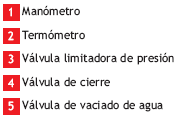 1 Manómetro
2 Termómetro
3 Válvula limitadora de presión
4 Válvula de cierre
5 Válvula de vaciado de agua